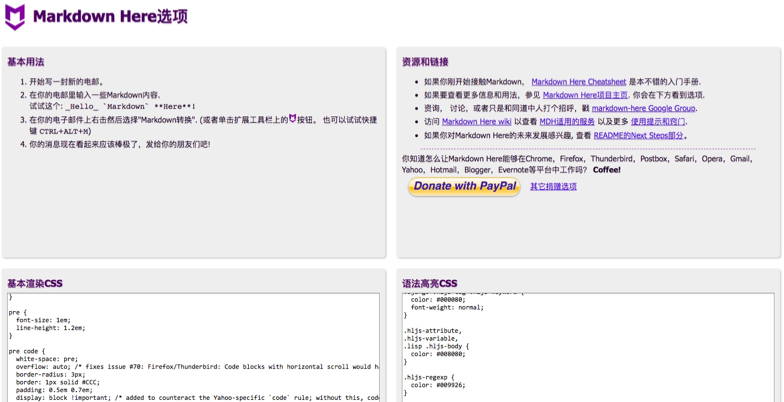 Markdown Here选项
基本用法
1. 开始写一封新的电邮。
2. 在你的电邮里输入一些Markdown内容.
试试这个: _Hello_ `Markdown` **Here**!
3. 在你的电子邮件上右击然后选择"Markdown转换". (或者单击扩展工具栏上的按钮。 也可以试试快捷
键 CTRL+ALT+M)
4. 你的消息现在看起来应该棒极了，发给你的朋友们吧!
资源和链接
• 如果你刚开始接触Markdown， Markdown Here Cheatsheet 是本不错的入门手册.
• 如果要查看更多信息和用法，参见 Markdown Here项目主页. 你会在下方看到选项.
• 资询， 讨论，或者只是和同道中人打个招呼，戳 markdown-here Google Group.
• 访问 Markdown Here wiki 以查看 MDH适用的服务 以及更多 使用提示和窍门.
• 如果你对Markdown Here的未来发展感兴趣, 查看 README的Next Steps部分。
你知道怎么让Markdown Here能够在Chrome，Firefox，Thunderbird，Postbox，Safari，Opera，Gmail，
Yahoo，Hotmail，Blogger，Evernote等平台中工作吗？ Coffee!
Donate with PayPal 其它捐赠选项
基本渲染CSS
}
pre {
font-size: 1em;
line-height: 1.2em;
}
pre code {
white-space: pre;
overflow: auto; /* fixes issue #70: Firefox/Thunderbird: Code blocks with horizontal scroll would h
border-radius: 3px;
border: 1px solid #CCC;
padding: 0.5em 0.7em;
display: block !important; /* added to counteract the Yahoo-specific `code` rule; without this, cod
语法高亮CSS
color: #000080;
font-weight: normal;
}
.hljs-attribute,
.hljs-variable,
.lisp .hljs-body {
color: #008080;
}
.hljs-regexp {
color: #009926;
}